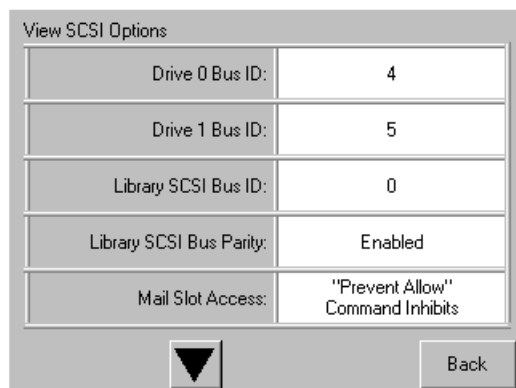 View SCSI Options
Drive 0 Bus ID: 4
Drive 1 Bus ID: 5
Library SCSI Bus ID: 0
Library SCSI Bus Parity: Enabled
Mail Slot Access: "Prevent Allow"
Command Inhibits
Back